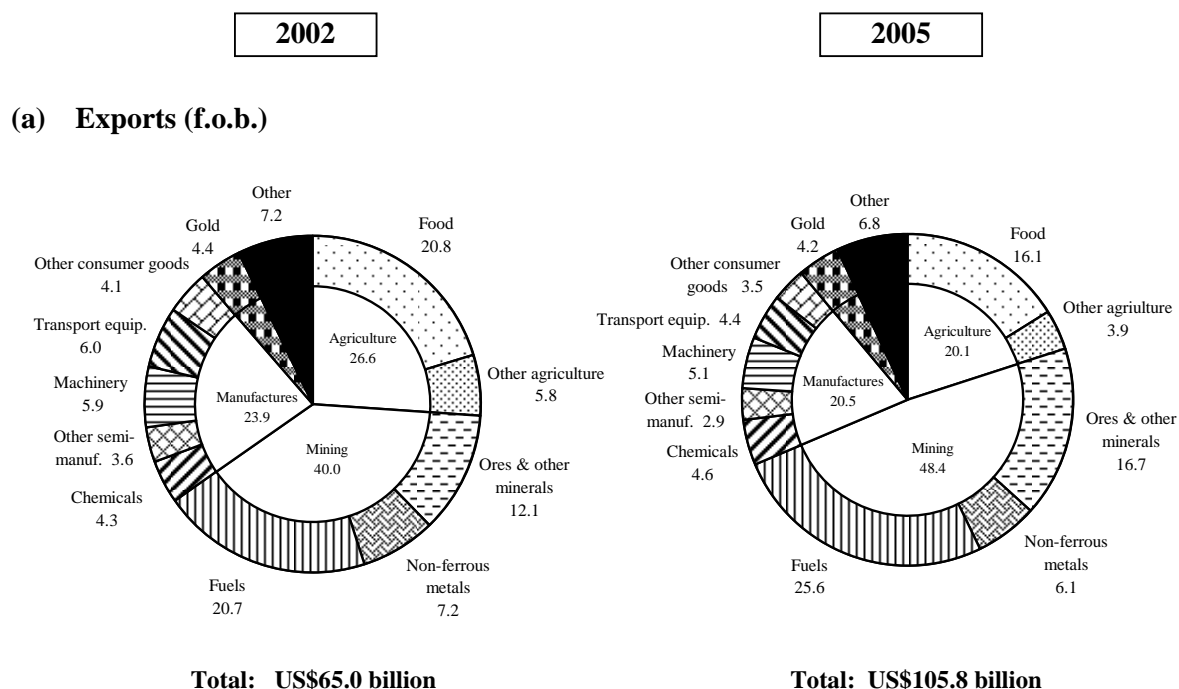 2002
2005
(a) Exports (f.o.b.)
Other
7.2
Gold
4.4
Food
20.8
Other consumer goods
4.1
Transport equip.
6.0
Agriculture
26.6
Machinery
5.9
Manufactures
23.9
Other agriculture
5.8
Other semi-
manuf. 3.6
Mining
40.0
Ores & other
minerals
12.1
Chemicals
4.3
Non-ferrous
metals
7.2
Fuels
20.7
Total: US$65.0 billion
Other
6.8
Gold
4.2
Food
16.1
Other consumer
goods 3.5
Other agriulture
3.9
Transport equip. 4.4
Agriculture
20.1
Machinery
5.1
Manufactures
20.5
Other semi-
manuf. 2.9
Ores & other
minerals
16.7
Mining
48.4
Chemicals
4.6
Non-ferrous
metals
6.1
Fuels
25.6
Total: US$105.8 billion